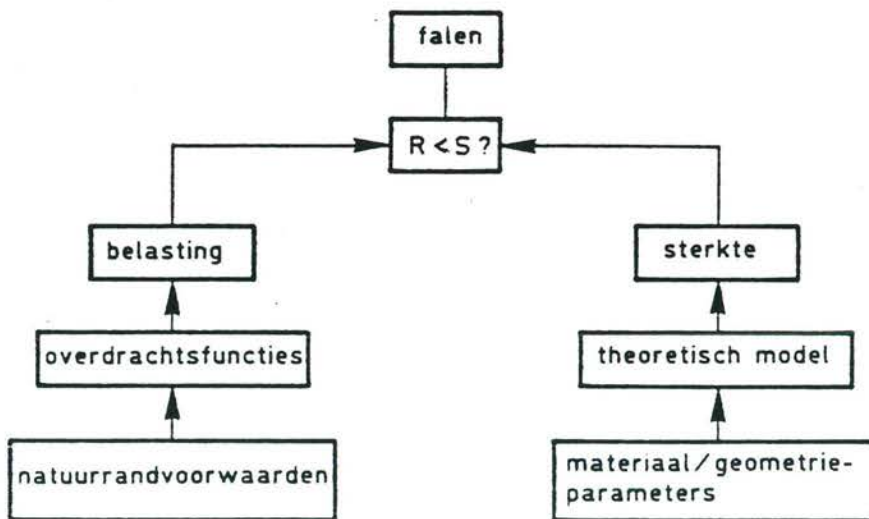 falen
R < S ?
belasting
sterkte
overdrachtsfuncties
theoretisch model
natuurrandvoorwaarden
materiaal/geometrie-
parameters